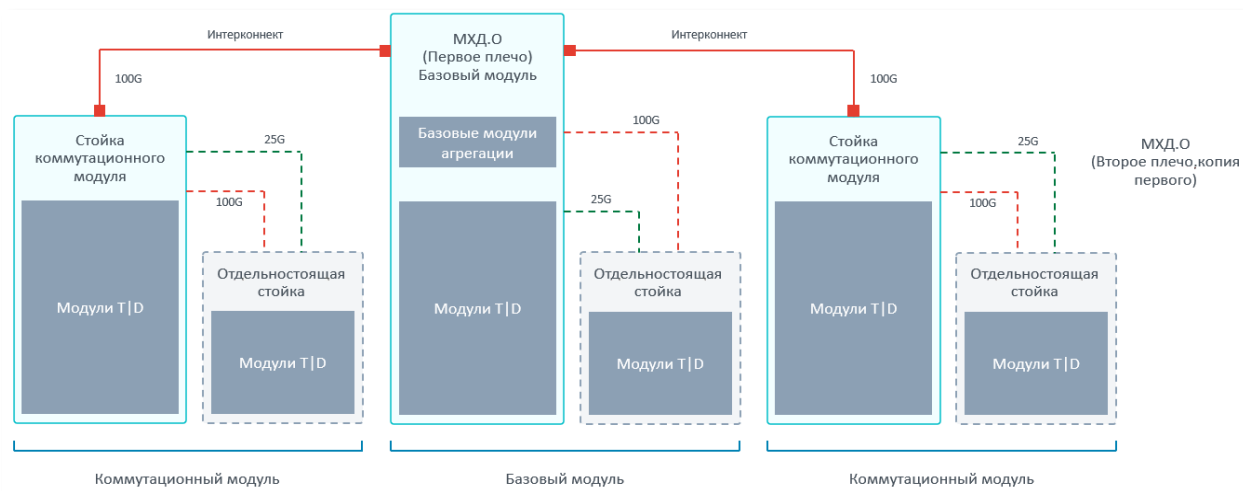 Интерконнект
МХД.О
(Первое плечо)
Базовый модуль
Интерконнект
100G
100G
Стойка
коммутационного
модуля
25G
100G
Базовые модули
агрегации
100G
25G
Стойка
коммутационного
модуля
25G
100G
МХД.О
(Второе плечо,копия
первого)
Модули T|D
Отдельностоящая
стойка
Модули T|D
Модули T|D
Отдельностоящая
стойка
Модули T|D
Модули T|D
Отдельностоящая
стойка
Модули T|D
Коммутационный модуль
Базовый модуль
Коммутационный модуль